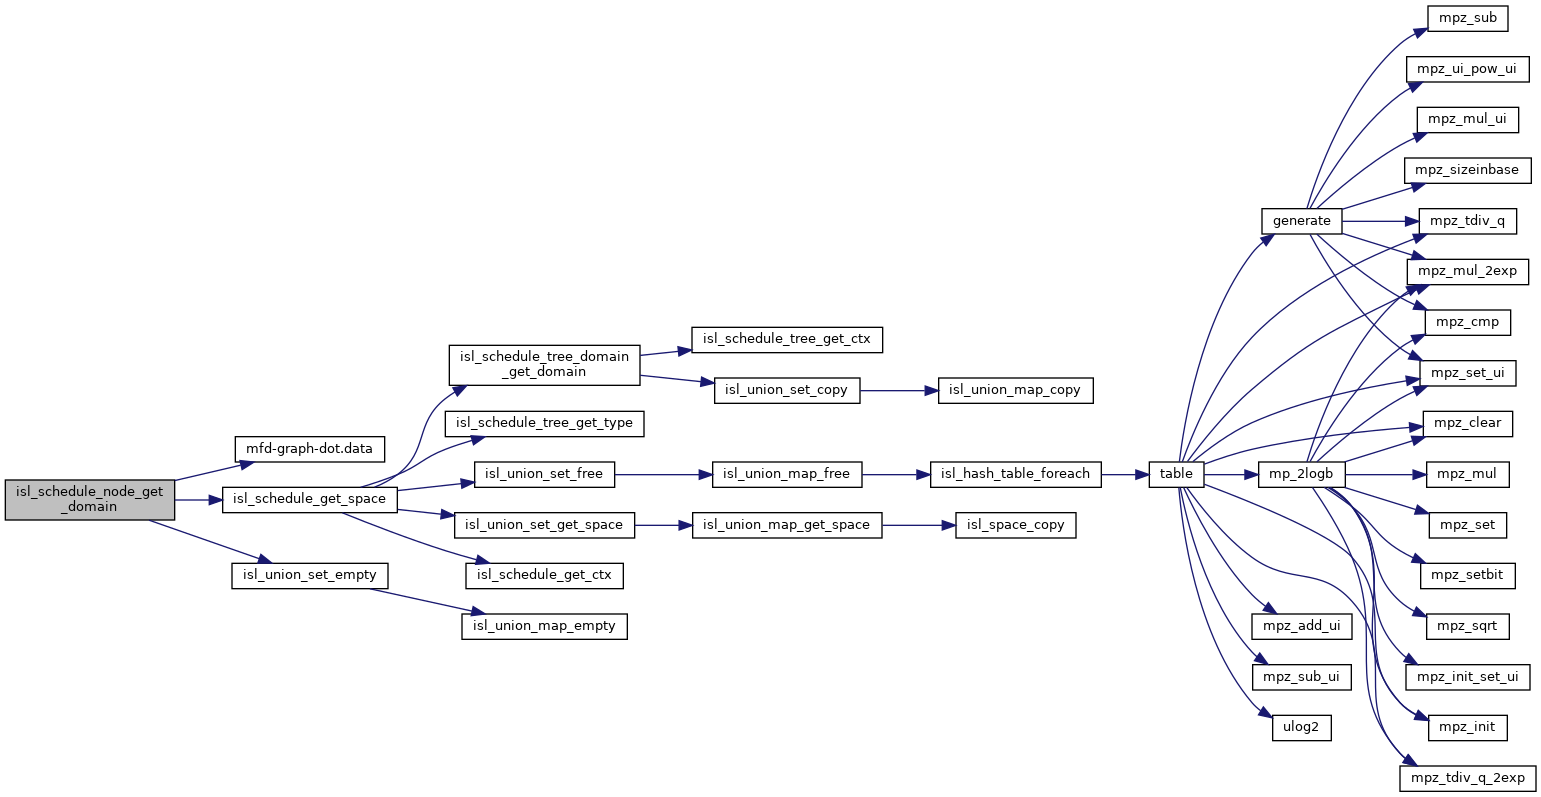 isl_schedule_node_get
_domain
mfd-graph-dot.data
isl_schedule_get_space
isl_union_set_empty
isl_schedule_tree_domain
_get_domain
isl_schedule_tree_get_type
isl_union_set_free
isl_union_set_get_space
isl_schedule_get_ctx
isl_union_map_empty
isl_schedule_tree_get_ctx
isl_union_set_copy
isl_union_map_free
isl_union_map_get_space
isl_union_map_copy
isl_hash_table_foreach
isl_space_copy
table
generate
mp_2logb
mpz_add_ui
mpz_sub_ui
ulog2
mpz_sub
mpz_ui_pow_ui
mpz_mul_ui
mpz_sizeinbase
mpz_tdiv_q
mpz_mul_2exp
mpz_cmp
mpz_set_ui
mpz_clear
mpz_mul
mpz_set
mpz_setbit
mpz_sqrt
mpz_init_set_ui
mpz_init
mpz_tdiv_q_2exp